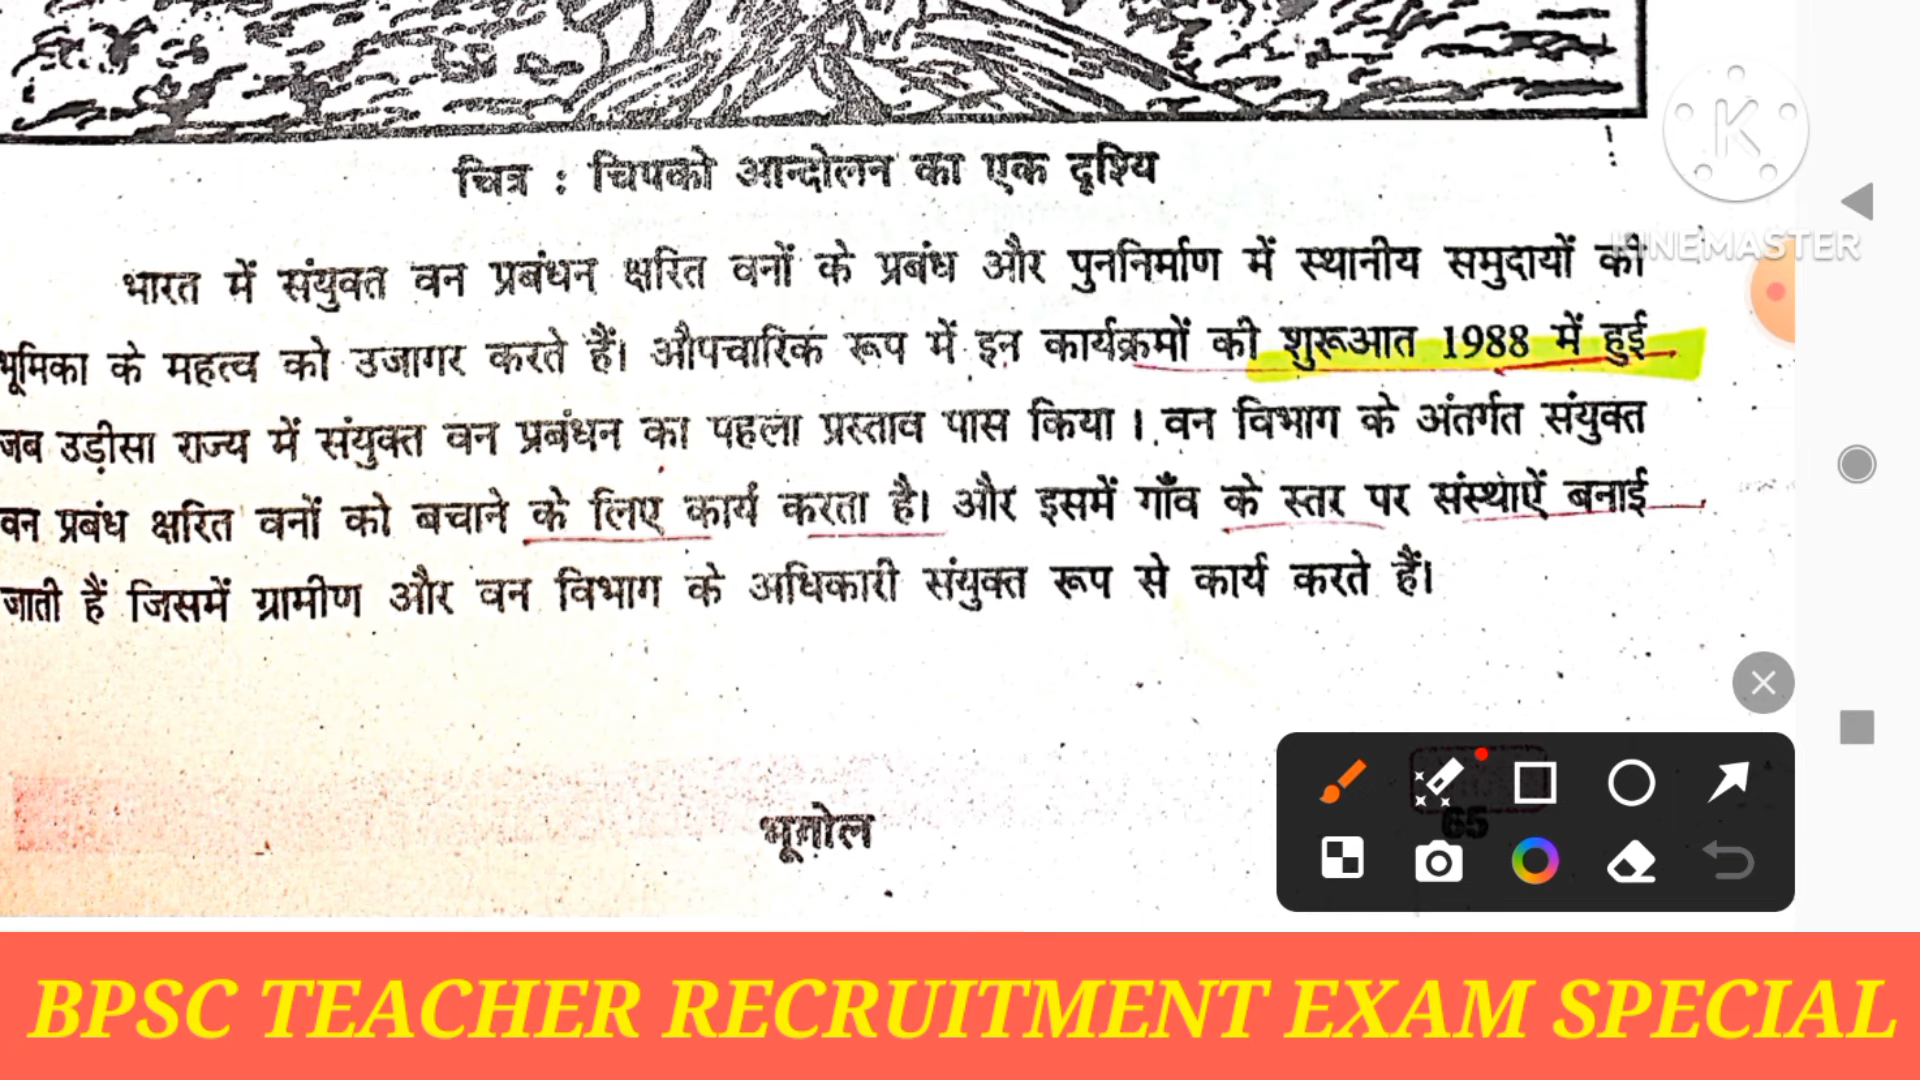 चित्र : चिपको आन्दोलन का एक दृश्यि
KINEMASTER
भारत में संयुक्त वन प्रबंधन क्षरित वनों के प्रबंध और पुननिर्माण में स्थानीय समुदायों की
भूमिका के महत्व को उजागर करते हैं। औपचारिक रूप में इन कार्यक्रमों की शुरूआत 1988 में हुई
जब उड़ीसा राज्य में संयुक्त वन प्रबंधन का पहला प्रस्ताव पास किया । वन विभाग के अंतर्गत संयुक्त
वन प्रबंध क्षरित वनों को बचाने के लिए कार्य करता है। और इसमें गाँव के स्तर पर संस्थाऐं बनाई
जाती हैं जिसमें ग्रामीण और वन विभाग के अधिकारी संयुक्त रूप से कार्य करते हैं।
भूगोल
65
BPSC TEACHER RECRUITMENT EXAM SPECIAL